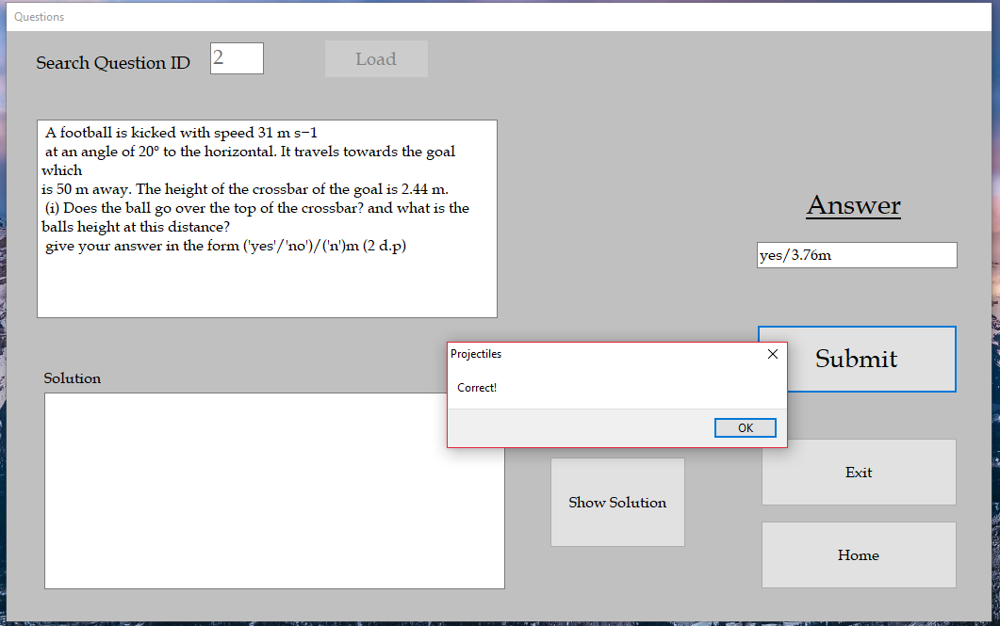 Questions
Search Question ID
2
Load
A football is kicked with speed 31 m s−1
at an angle of 20° to the horizontal. It travels towards the goal
which
is 50 m away. The height of the crossbar of the goal is 2.44 m.
(i) Does the ball go over the top of the crossbar? and what is the
balls height at this distance?
give your answer in the form ('yes'/'no')/('n')m (2 d.p)
Answer
yes/3.76m
Submit
Projectiles
Correct!
OK
Solution
Show Solution
Exit
Home